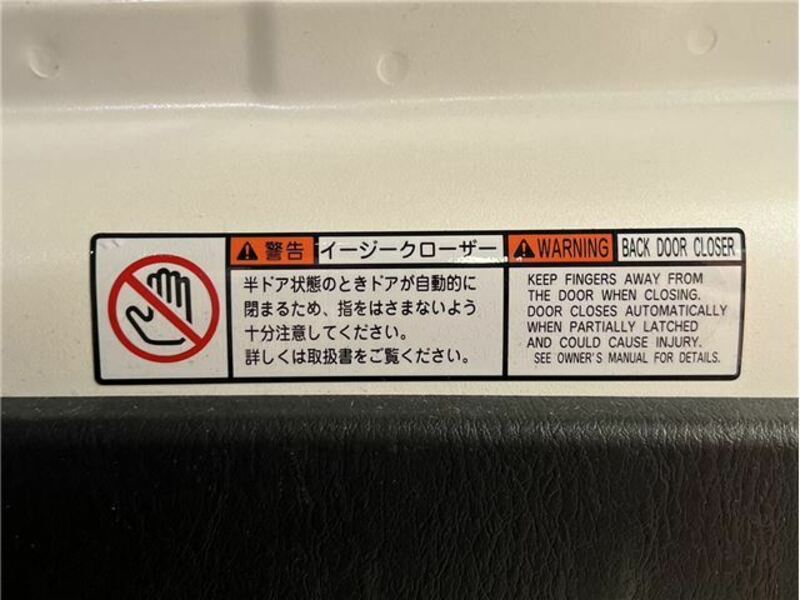 警告 イージークローザー
半ドア状態のときドアが自動的に
閉まるため、指をはさまないよう
十分注意してください。
詳しくは取扱書をご覧ください。
WARNING BACK DOOR CLOSER
KEEP FINGERS AWAY FROM
THE DOOR WHEN CLOSING.
DOOR CLOSES AUTOMATICALLY
WHEN PARTIALLY LATCHED
AND COULD CAUSE INJURY.
SEE OWNER'S MANUAL FOR DETAILS.